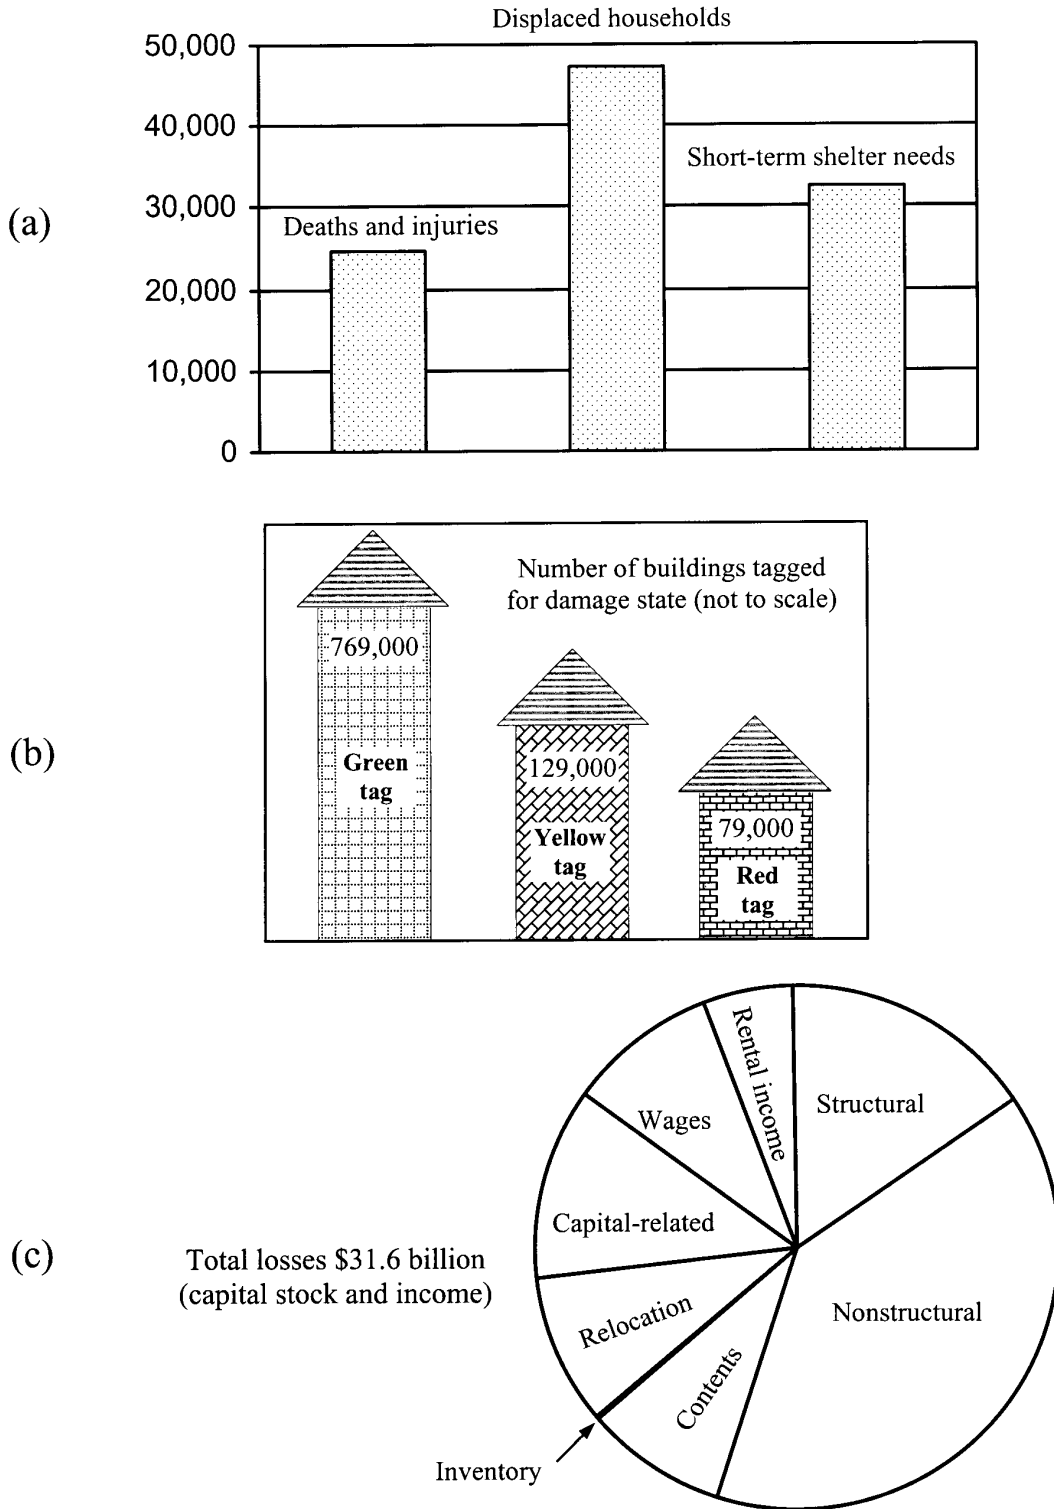 Displaced households
50,000
40,000
Short-term shelter needs
30,000
(a)
Deaths and injuries
20,000
10,000
0
Number of buildings tagged
for damage state (not to scale)
769,000
(b)
Green
tag
129,000
Yellow
tag
79,000
Red
tag
Rental income
Structural
Wages
Capital-related
(c)
Total losses $31.6 billion
(capital stock and income)
Relocation
Nonstructural
Contents
Inventory